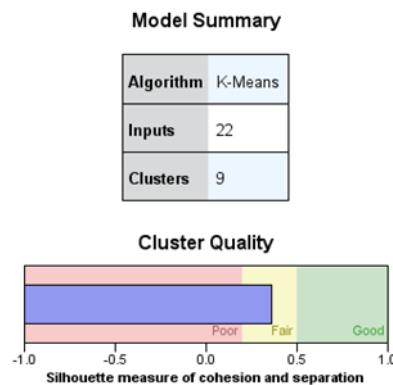 Model Summary
Algorithm K-Means
Inputs 22
Clusters 9
Cluster Quality
Poor Fair Good
-1.0 -0.5 0.0 0.5 1.0
Silhouette measure of cohesion and separation